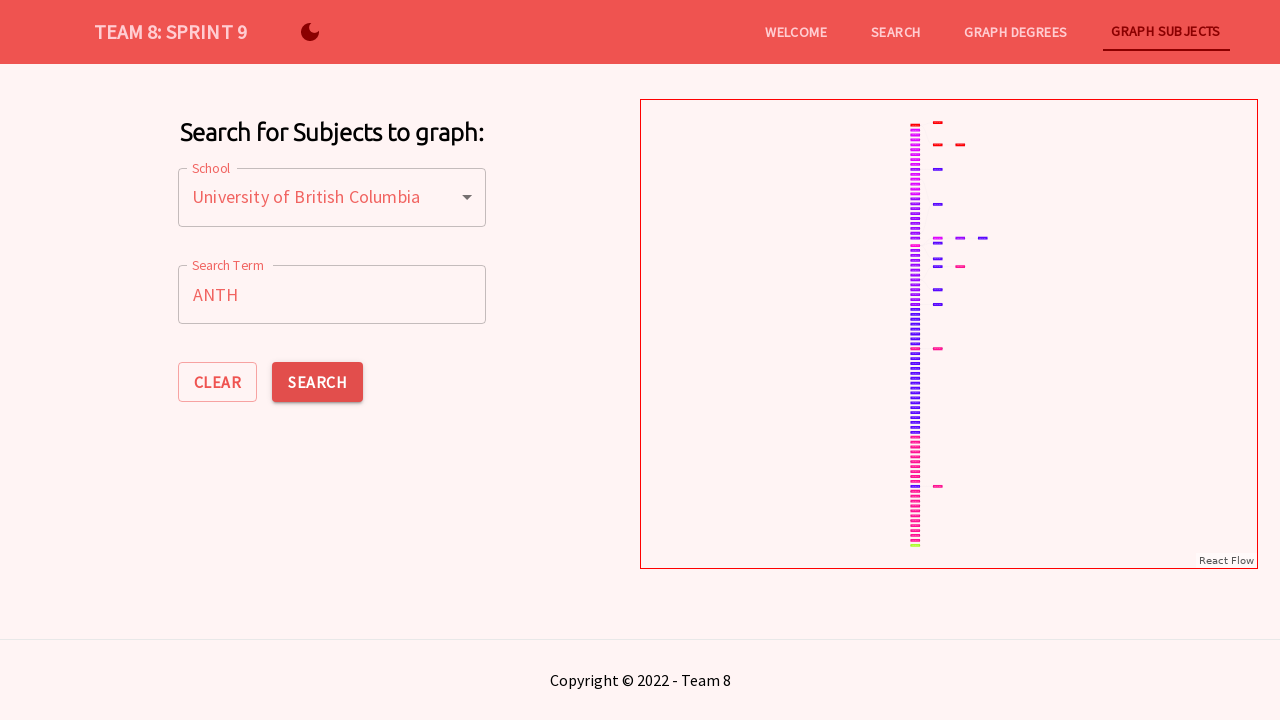 TEAM 8: SPRINT 9
WELCOME
SEARCH
GRAPH DEGREES
GRAPH SUBJECTS
Search for Subjects to graph:
School
University of British Columbia
Search Term
ANTH
CLEAR
SEARCH
React Flow
Copyright © 2022 - Team 8